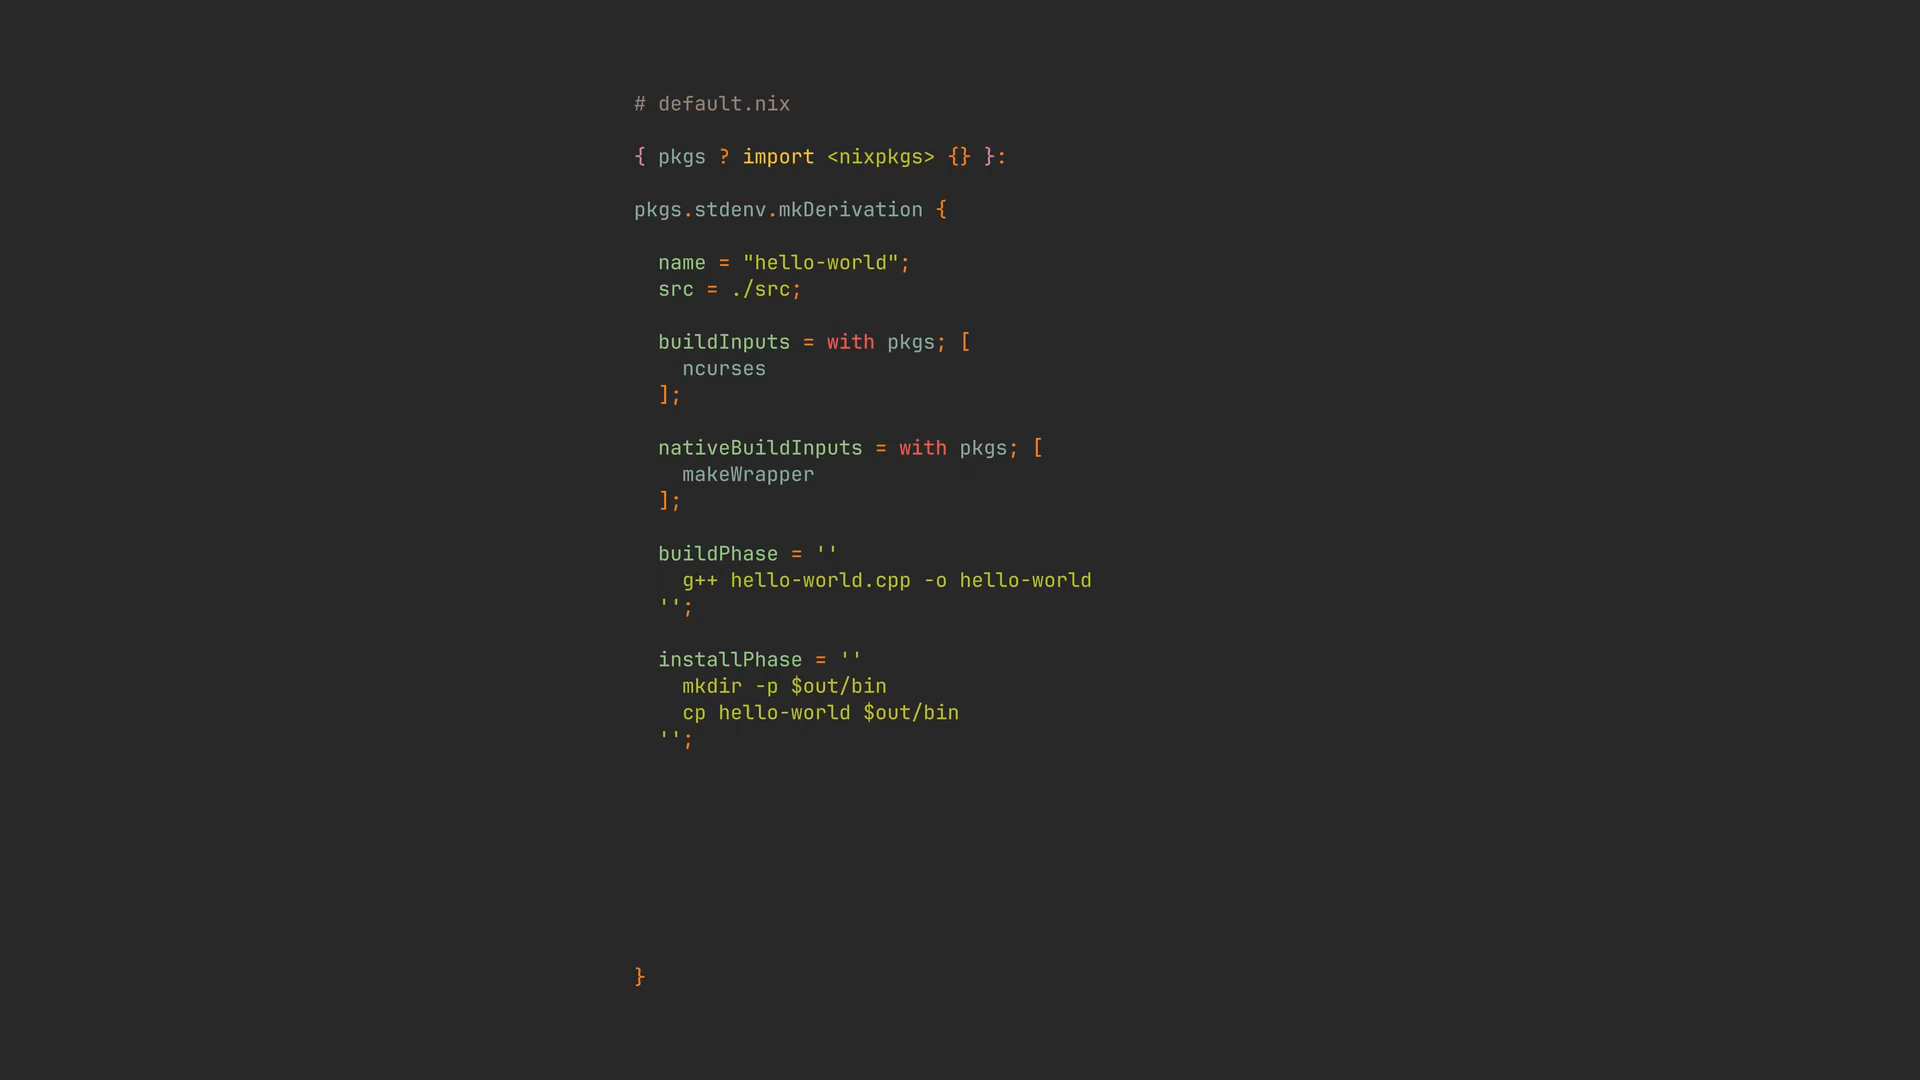 # default.nix
{ pkgs ? import <nixpkgs> {} }:
pkgs.stdenv.mkDerivation {
name = "hello-world";
src = ./src;
buildInputs = with pkgs; [
ncurses
];
nativeBuildInputs = with pkgs; [
makeWrapper
];
buildPhase = ''
g++ hello-world.cpp -o hello-world
'';
installPhase = ''
mkdir -p $out/bin
cp hello-world $out/bin
'';
}